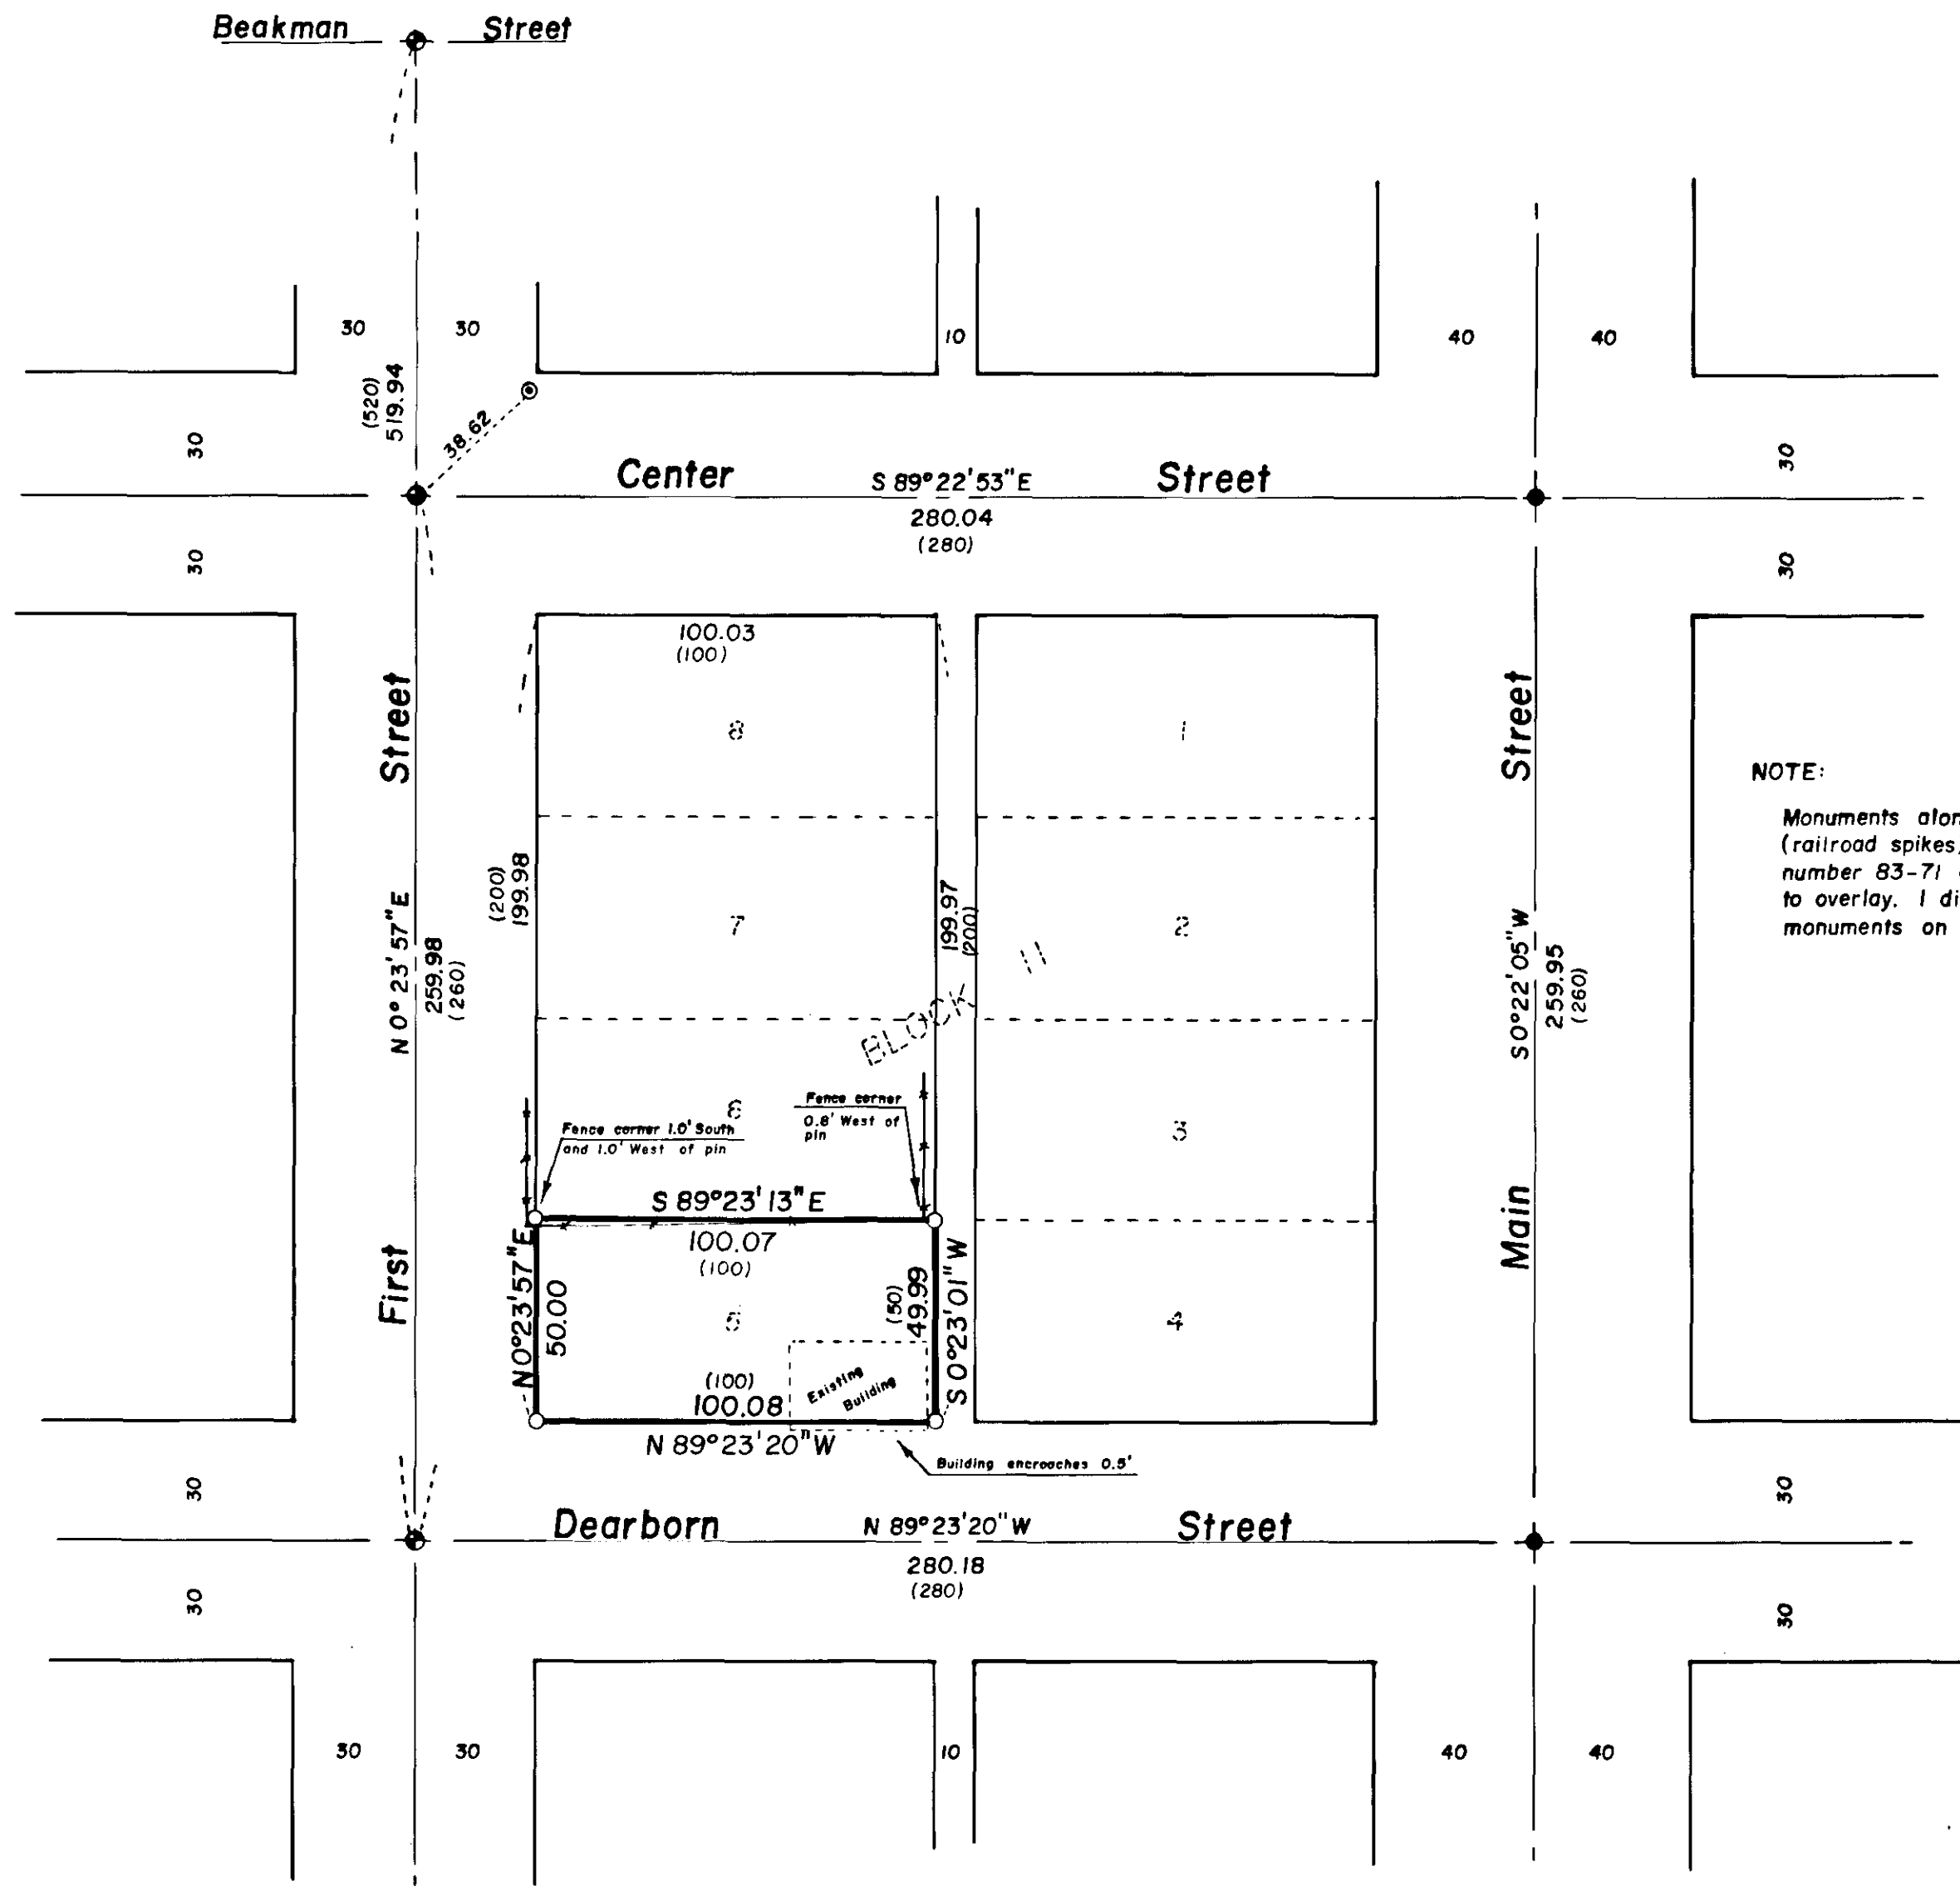 Beakman Street
30 30 10 40 40
(520)
519.94
38.62
30
30
Center S 89°22'53"E Street
280.04
(280)
30
30
100.03
(100)
8
1
First Street
N 0° 23' 57" E
259.98
(260)
(200)
199.98
199.97
(200)
7
2
BLOCK 11
Main Street
S 0°22'05"W
259.95
(260)
NOTE:
Monuments alon
(railroad spikes,
number 83-71
to overlay. I di
monuments on
6
3
Fence corner 1.0' South
and 1.0' West of pin
Fence corner
0.8' West of
pin
S 89°23'13"E
100.07
(100)
N 0°23'57"E
50.00
(50)
49.99
S 0°23'01"W
5
4
Existing
Building
(100)
100.08
N 89°23'20"W
Building encroaches 0.5'
30
30
Dearborn N 89°23'20"W Street
280.18
(280)
30
30
30 30 10 40 40